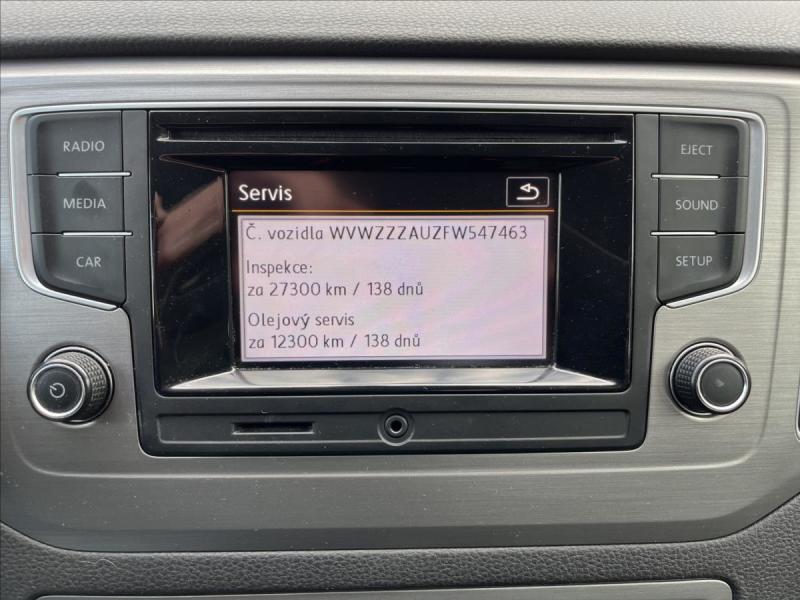 RADIO
MEDIA
CAR
Servis
Č. vozidla WVWZZZAUZFW547463
Inspekce:
za 27300 km / 138 dnů
Olejový servis
za 12300 km / 138 dnů
EJECT
SOUND
SETUP